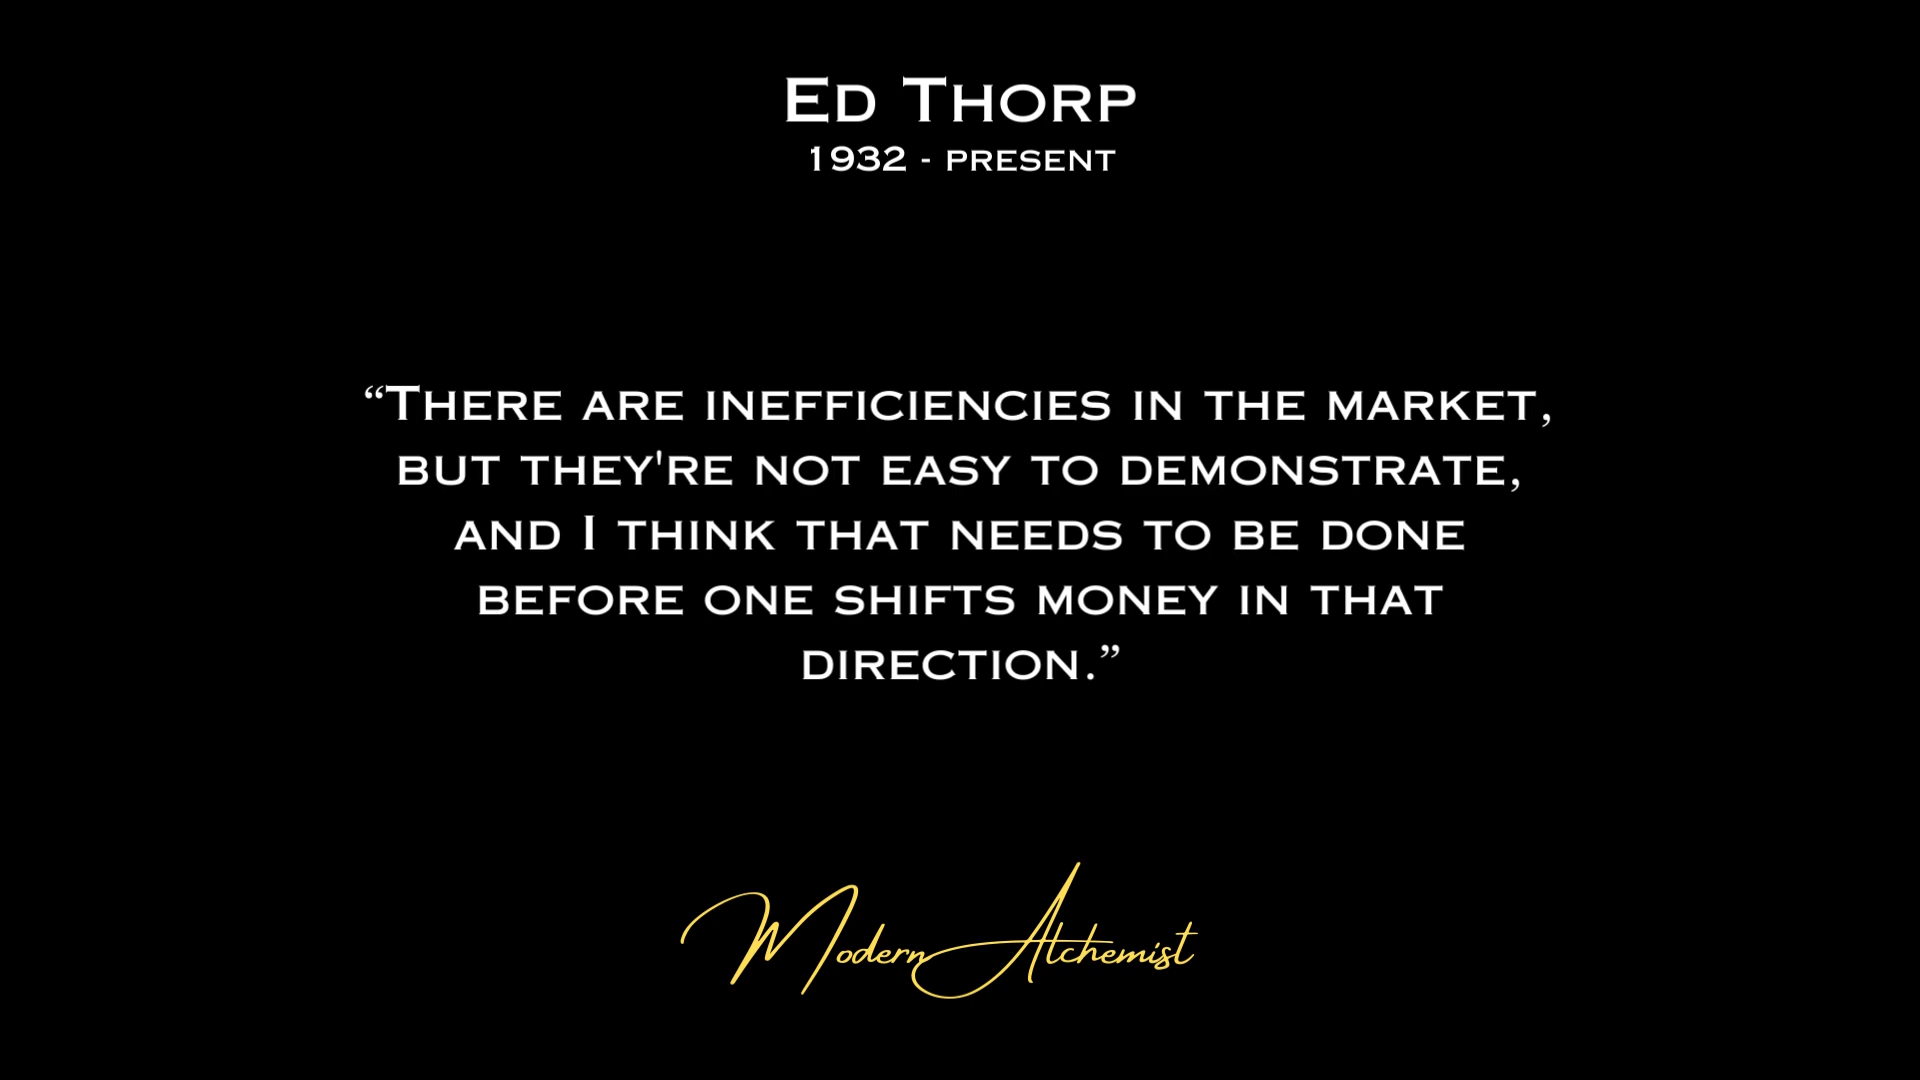 Ed Thorp
1932 - present
“There are inefficiencies in the market,
but they're not easy to demonstrate,
and I think that needs to be done
before one shifts money in that
direction.”
Modern Alchemist